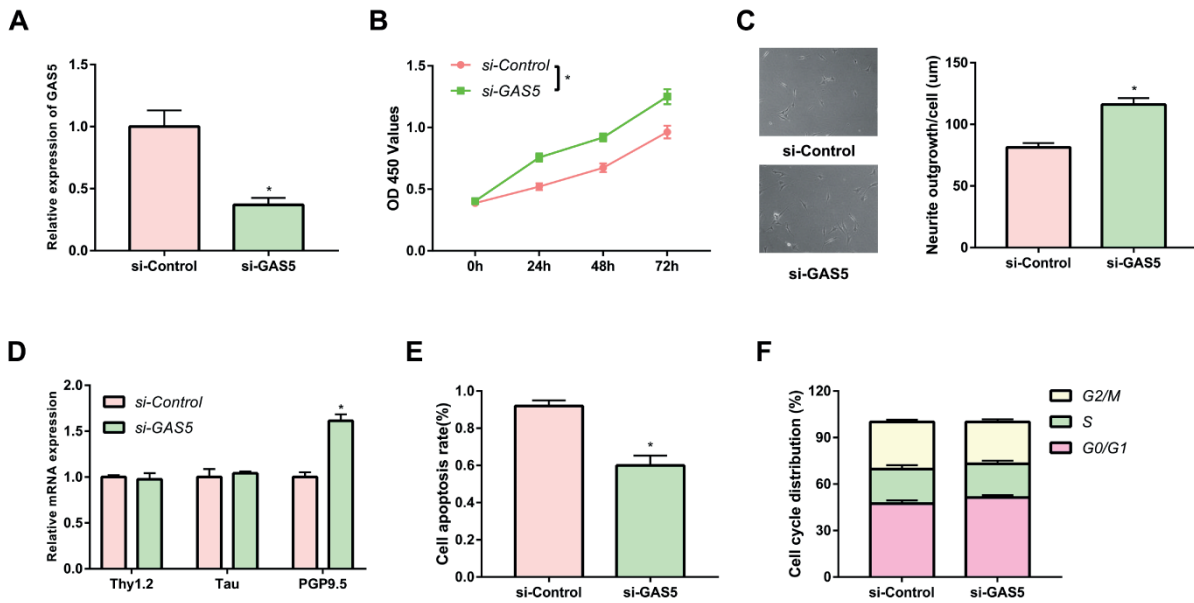 A
Relative expression of GAS5
1.5
1.0
0.5
0.0
*
si-Control
si-GAS5
B
OD 450 Values
1.5
1.0
0.5
0.0
si-Control
si-GAS5
*
0h
24h
48h
72h
C
si-Control
si-GAS5
Neurite outgrowth/cell (um)
150
100
50
0
*
si-Control
si-GAS5
D
Relative mRNA expression
2.0
1.5
1.0
0.5
0.0
si-Control
si-GAS5
*
Thy1.2
Tau
PGP9.5
E
Cell apoptosis rate(%)
1.0
0.8
0.6
0.4
0.2
0.0
*
si-Control
si-GAS5
F
Cell cycle distribution (%)
120
90
60
30
0
G2/M
S
G0/G1
si-Control
si-GAS5